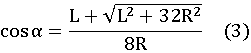 cos α = (L + √(L² + 32R²)) / 8R (3)